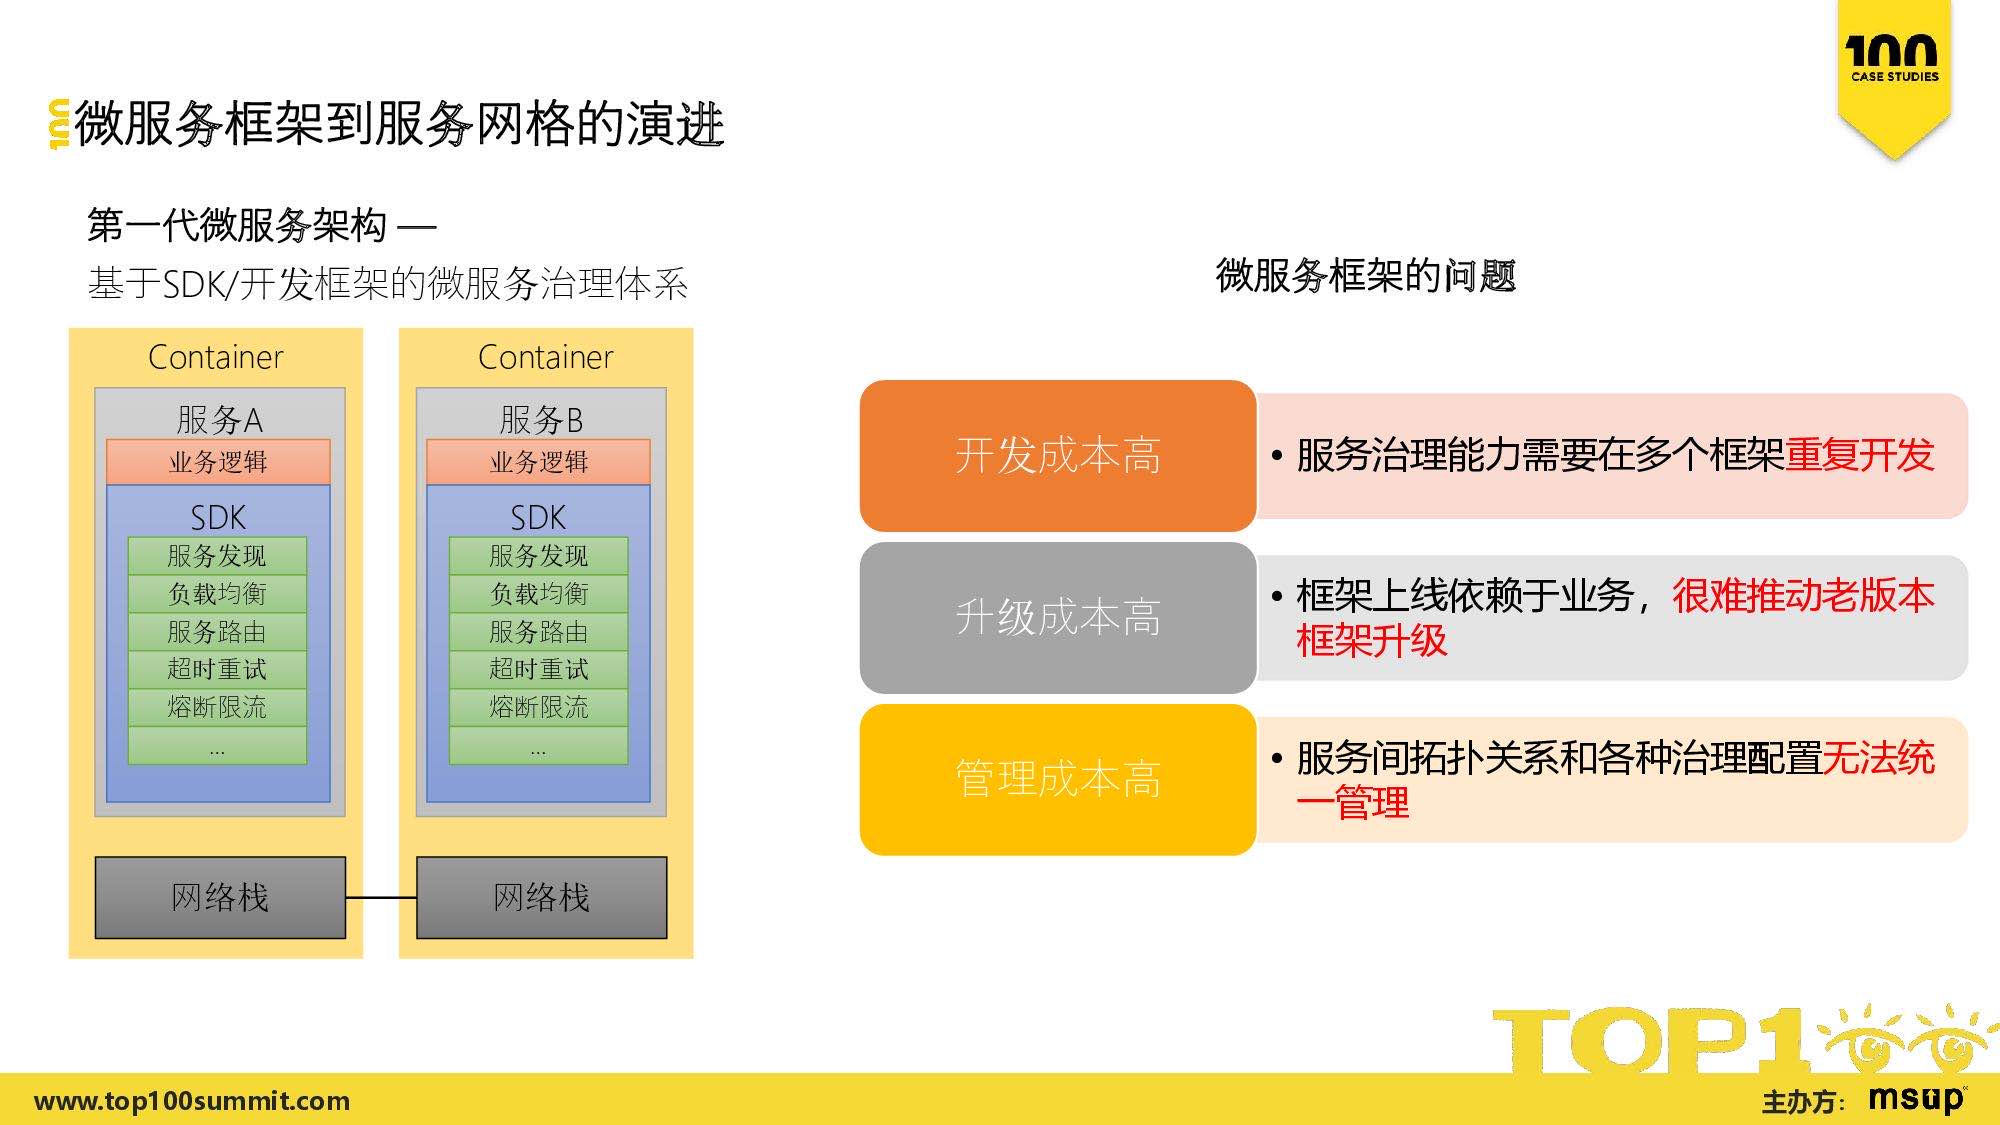 100
CASE STUDIES
微服务框架到服务网格的演进
第一代微服务架构 —
基于SDK/开发框架的微服务治理体系
Container
服务A
业务逻辑
SDK
服务发现
负载均衡
服务路由
超时重试
熔断限流
...
网络栈
Container
服务B
业务逻辑
SDK
服务发现
负载均衡
服务路由
超时重试
熔断限流
...
网络栈
微服务框架的问题
开发成本高
• 服务治理能力需要在多个框架重复开发
升级成本高
• 框架上线依赖于业务，很难推动老版本
框架升级
管理成本高
• 服务间拓扑关系和各种治理配置无法统
一管理
TOP100
www.top100summit.com
主办方：
msup